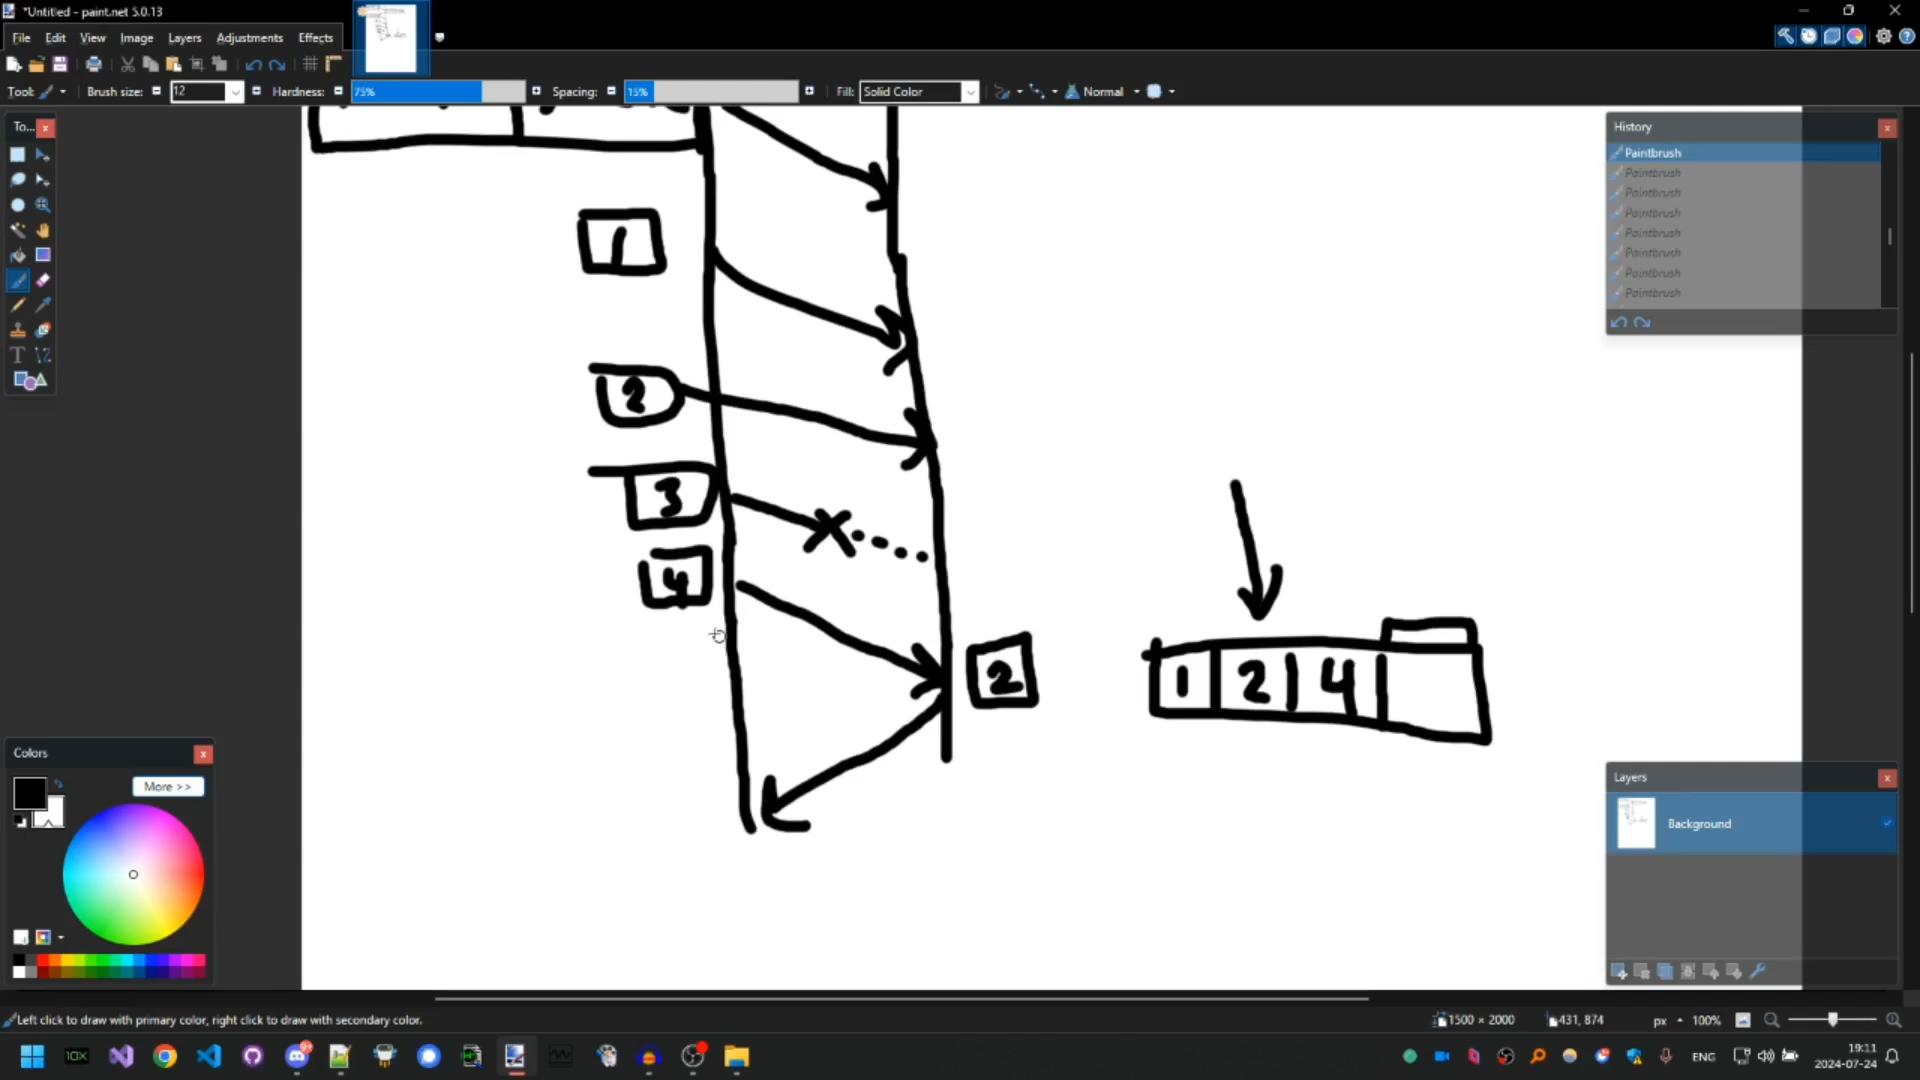 *Untitled - paint.net 5.0.13
File Edit View Image Layers Adjustments Effects
Tool: Brush size: 12 Hardness: 75% Spacing: 15% Fill: Solid Color Normal
To...
History
Paintbrush
Paintbrush
Paintbrush
Paintbrush
Paintbrush
Paintbrush
Paintbrush
Paintbrush
1
2
3
4
2
1 2 4
Colors
More >>
Layers
Background
Left click to draw with primary color, right click to draw with secondary color.
1500 × 2000
431, 874
px
100%
10X
ENG
19:11
2024-07-24